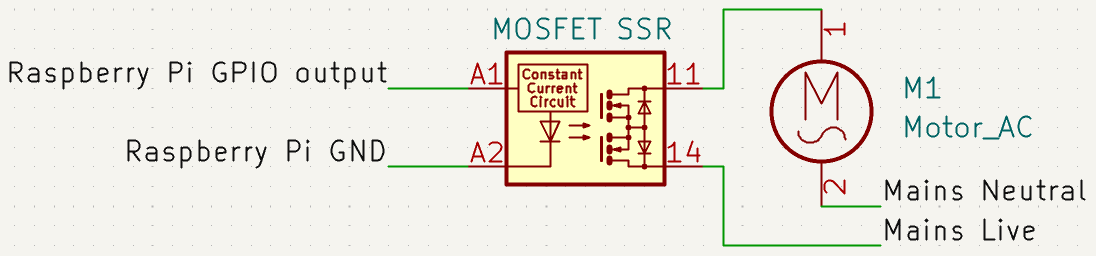 MOSFET SSR
Raspberry Pi GPIO output
A1
Constant
Current
Circuit
11
1
M
M1
Motor_AC
Raspberry Pi GND
A2
14
2
Mains Neutral
Mains Live